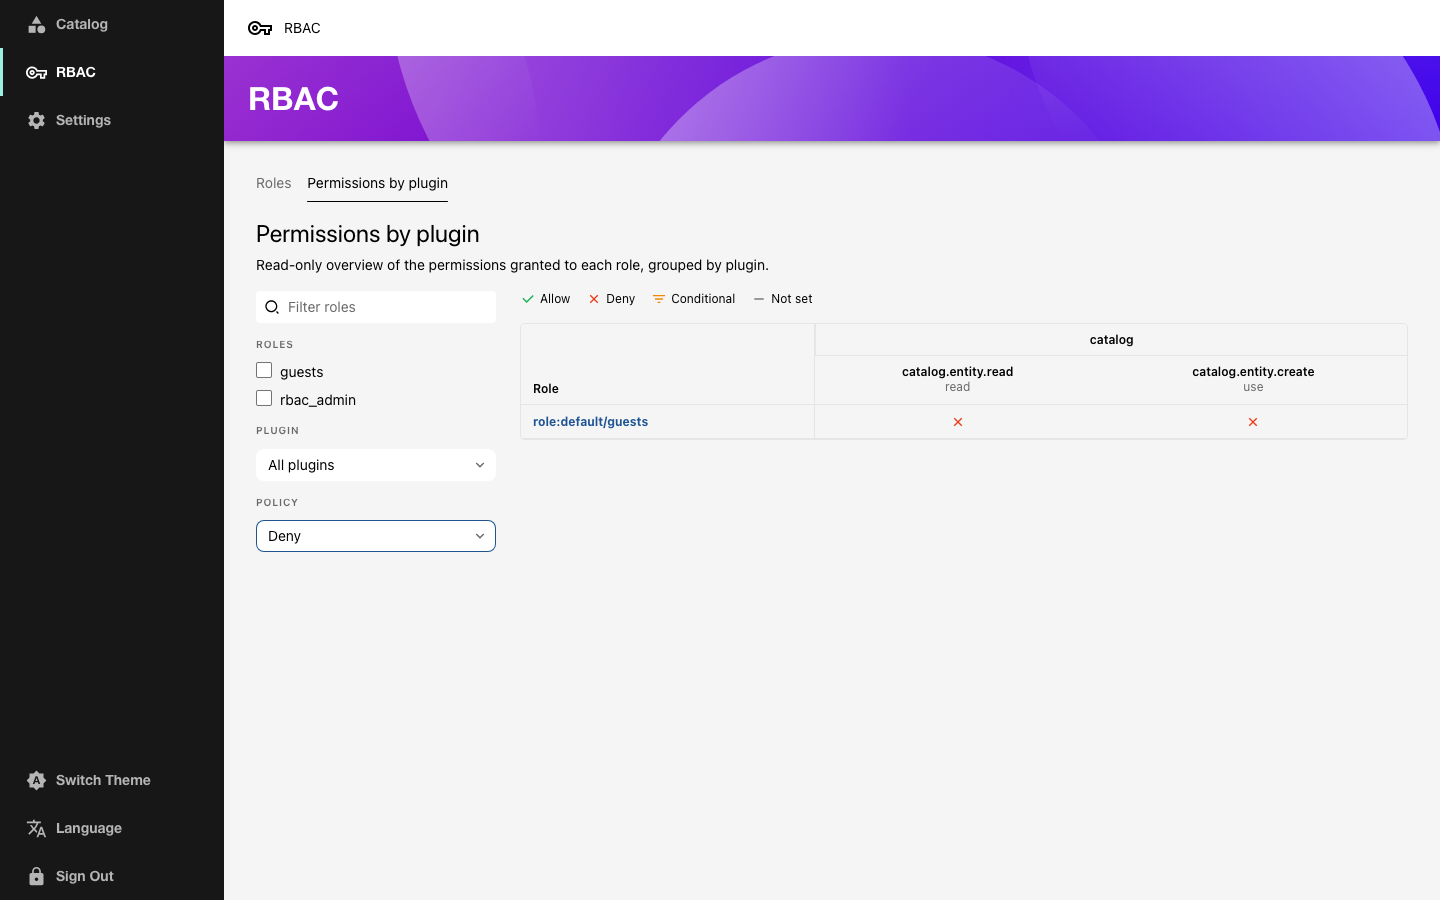 Catalog
RBAC
Settings
Switch Theme
Language
Sign Out
RBAC
RBAC
Roles
Permissions by plugin
Permissions by plugin
Read-only overview of the permissions granted to each role, grouped by plugin.
Filter roles
ROLES
guests
rbac_admin
PLUGIN
All plugins
POLICY
Deny
Allow
Deny
Conditional
Not set
catalog
Role
catalog.entity.read
read
catalog.entity.create
use
role:default/guests